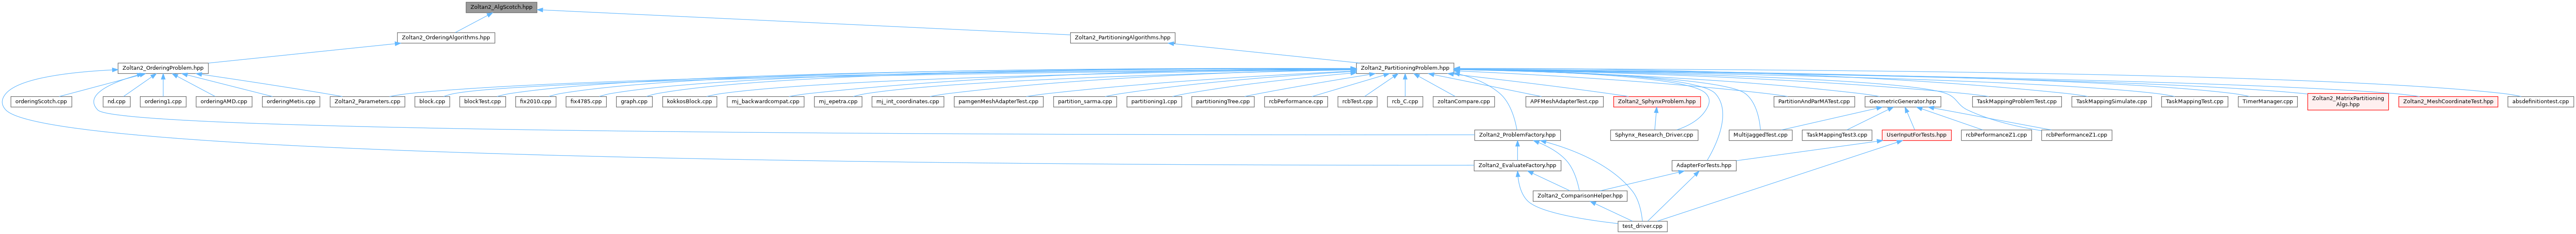 Zoltan2_AlgScotch.hpp
Zoltan2_OrderingAlgorithms.hpp
Zoltan2_PartitioningAlgorithms.hpp
Zoltan2_OrderingProblem.hpp
Zoltan2_PartitioningProblem.hpp
orderingScotch.cpp
nd.cpp
ordering1.cpp
orderingAMD.cpp
orderingMetis.cpp
Zoltan2_Parameters.cpp
block.cpp
blockTest.cpp
fix2010.cpp
fix4785.cpp
graph.cpp
kokkosBlock.cpp
mj_backwardcompat.cpp
mj_epetra.cpp
mj_int_coordinates.cpp
pamgenMeshAdapterTest.cpp
partition_sarma.cpp
partitioning1.cpp
partitioningTree.cpp
rcbPerformance.cpp
rcbTest.cpp
rcb_C.cpp
zoltanCompare.cpp
APFMeshAdapterTest.cpp
Zoltan2_SphynxProblem.hpp
PartitionAndParMATest.cpp
GeometricGenerator.hpp
TaskMappingProblemTest.cpp
TaskMappingSimulate.cpp
TaskMappingTest.cpp
TimerManager.cpp
Zoltan2_MatrixPartitioning
Algs.hpp
Zoltan2_MeshCoordinateTest.hpp
absdefinitiontest.cpp
Zoltan2_ProblemFactory.hpp
Sphynx_Research_Driver.cpp
MultiJaggedTest.cpp
TaskMappingTest3.cpp
UserInputForTests.hpp
rcbPerformanceZ1.cpp
rcbPerformanceZ1.cpp
Zoltan2_EvaluateFactory.hpp
AdapterForTests.hpp
Zoltan2_ComparisonHelper.hpp
test_driver.cpp